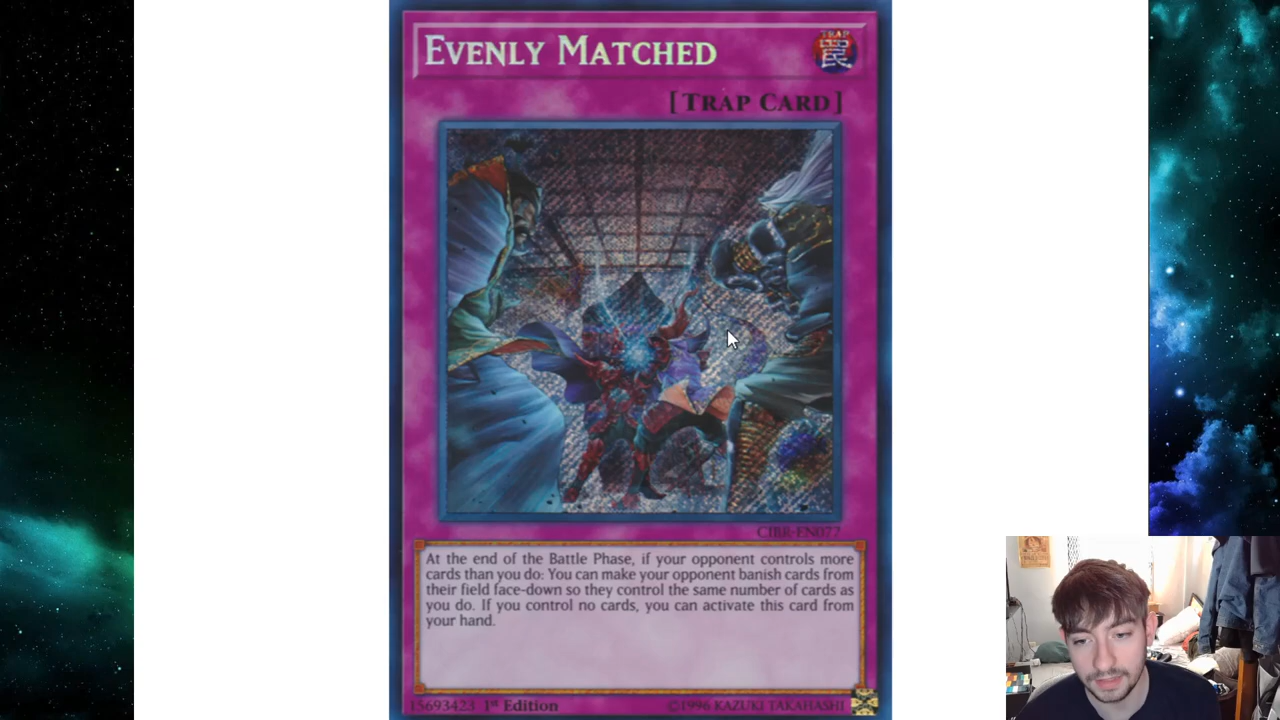 EVENLY MATCHED
TRAP
罠
[TRAP CARD]
CIBR-EN077
At the end of the Battle Phase, if your opponent controls more
cards than you do: You can make your opponent banish cards from
their field face-down so they control the same number of cards as
you do. If you control no cards, you can activate this card from
your hand.
15693423 1st Edition
©1996 KAZUKI TAKAHASHI